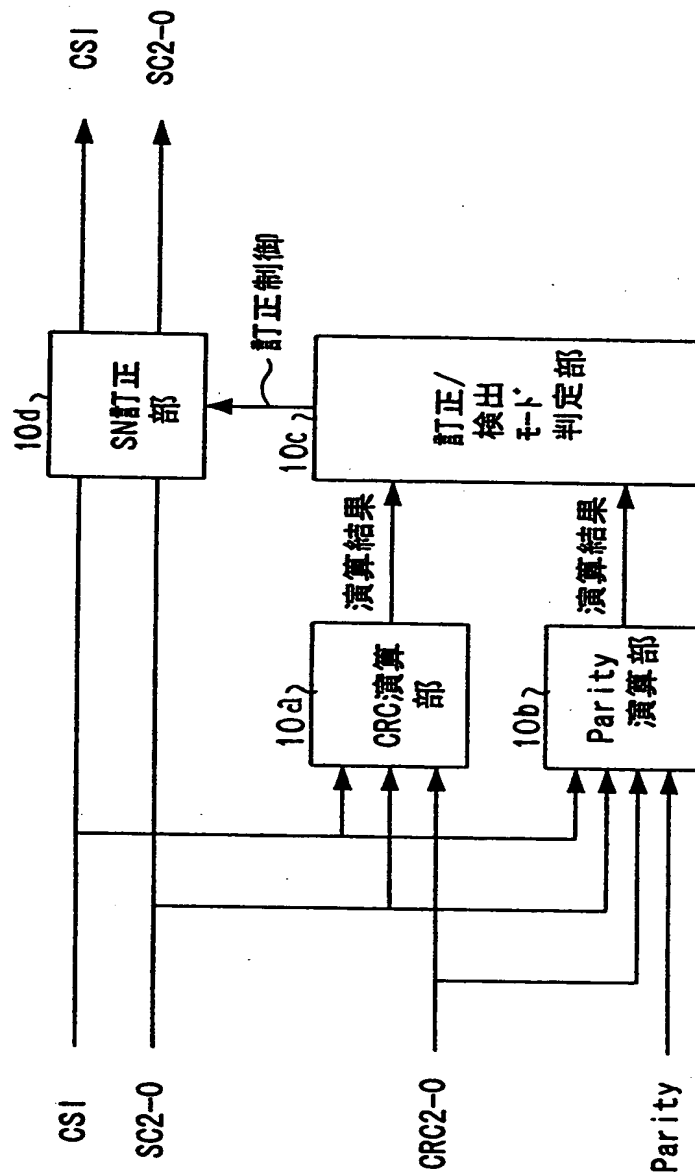 CSI
SC2-0
CRC2-0
Parity
10a
CRC演算
部
10b
Parity
演算部
演算結果
演算結果
10c
訂正/
検出
ﾓｰﾄﾞ
判定部
訂正制御
10d
SN訂正
部
CSI
SC2-0